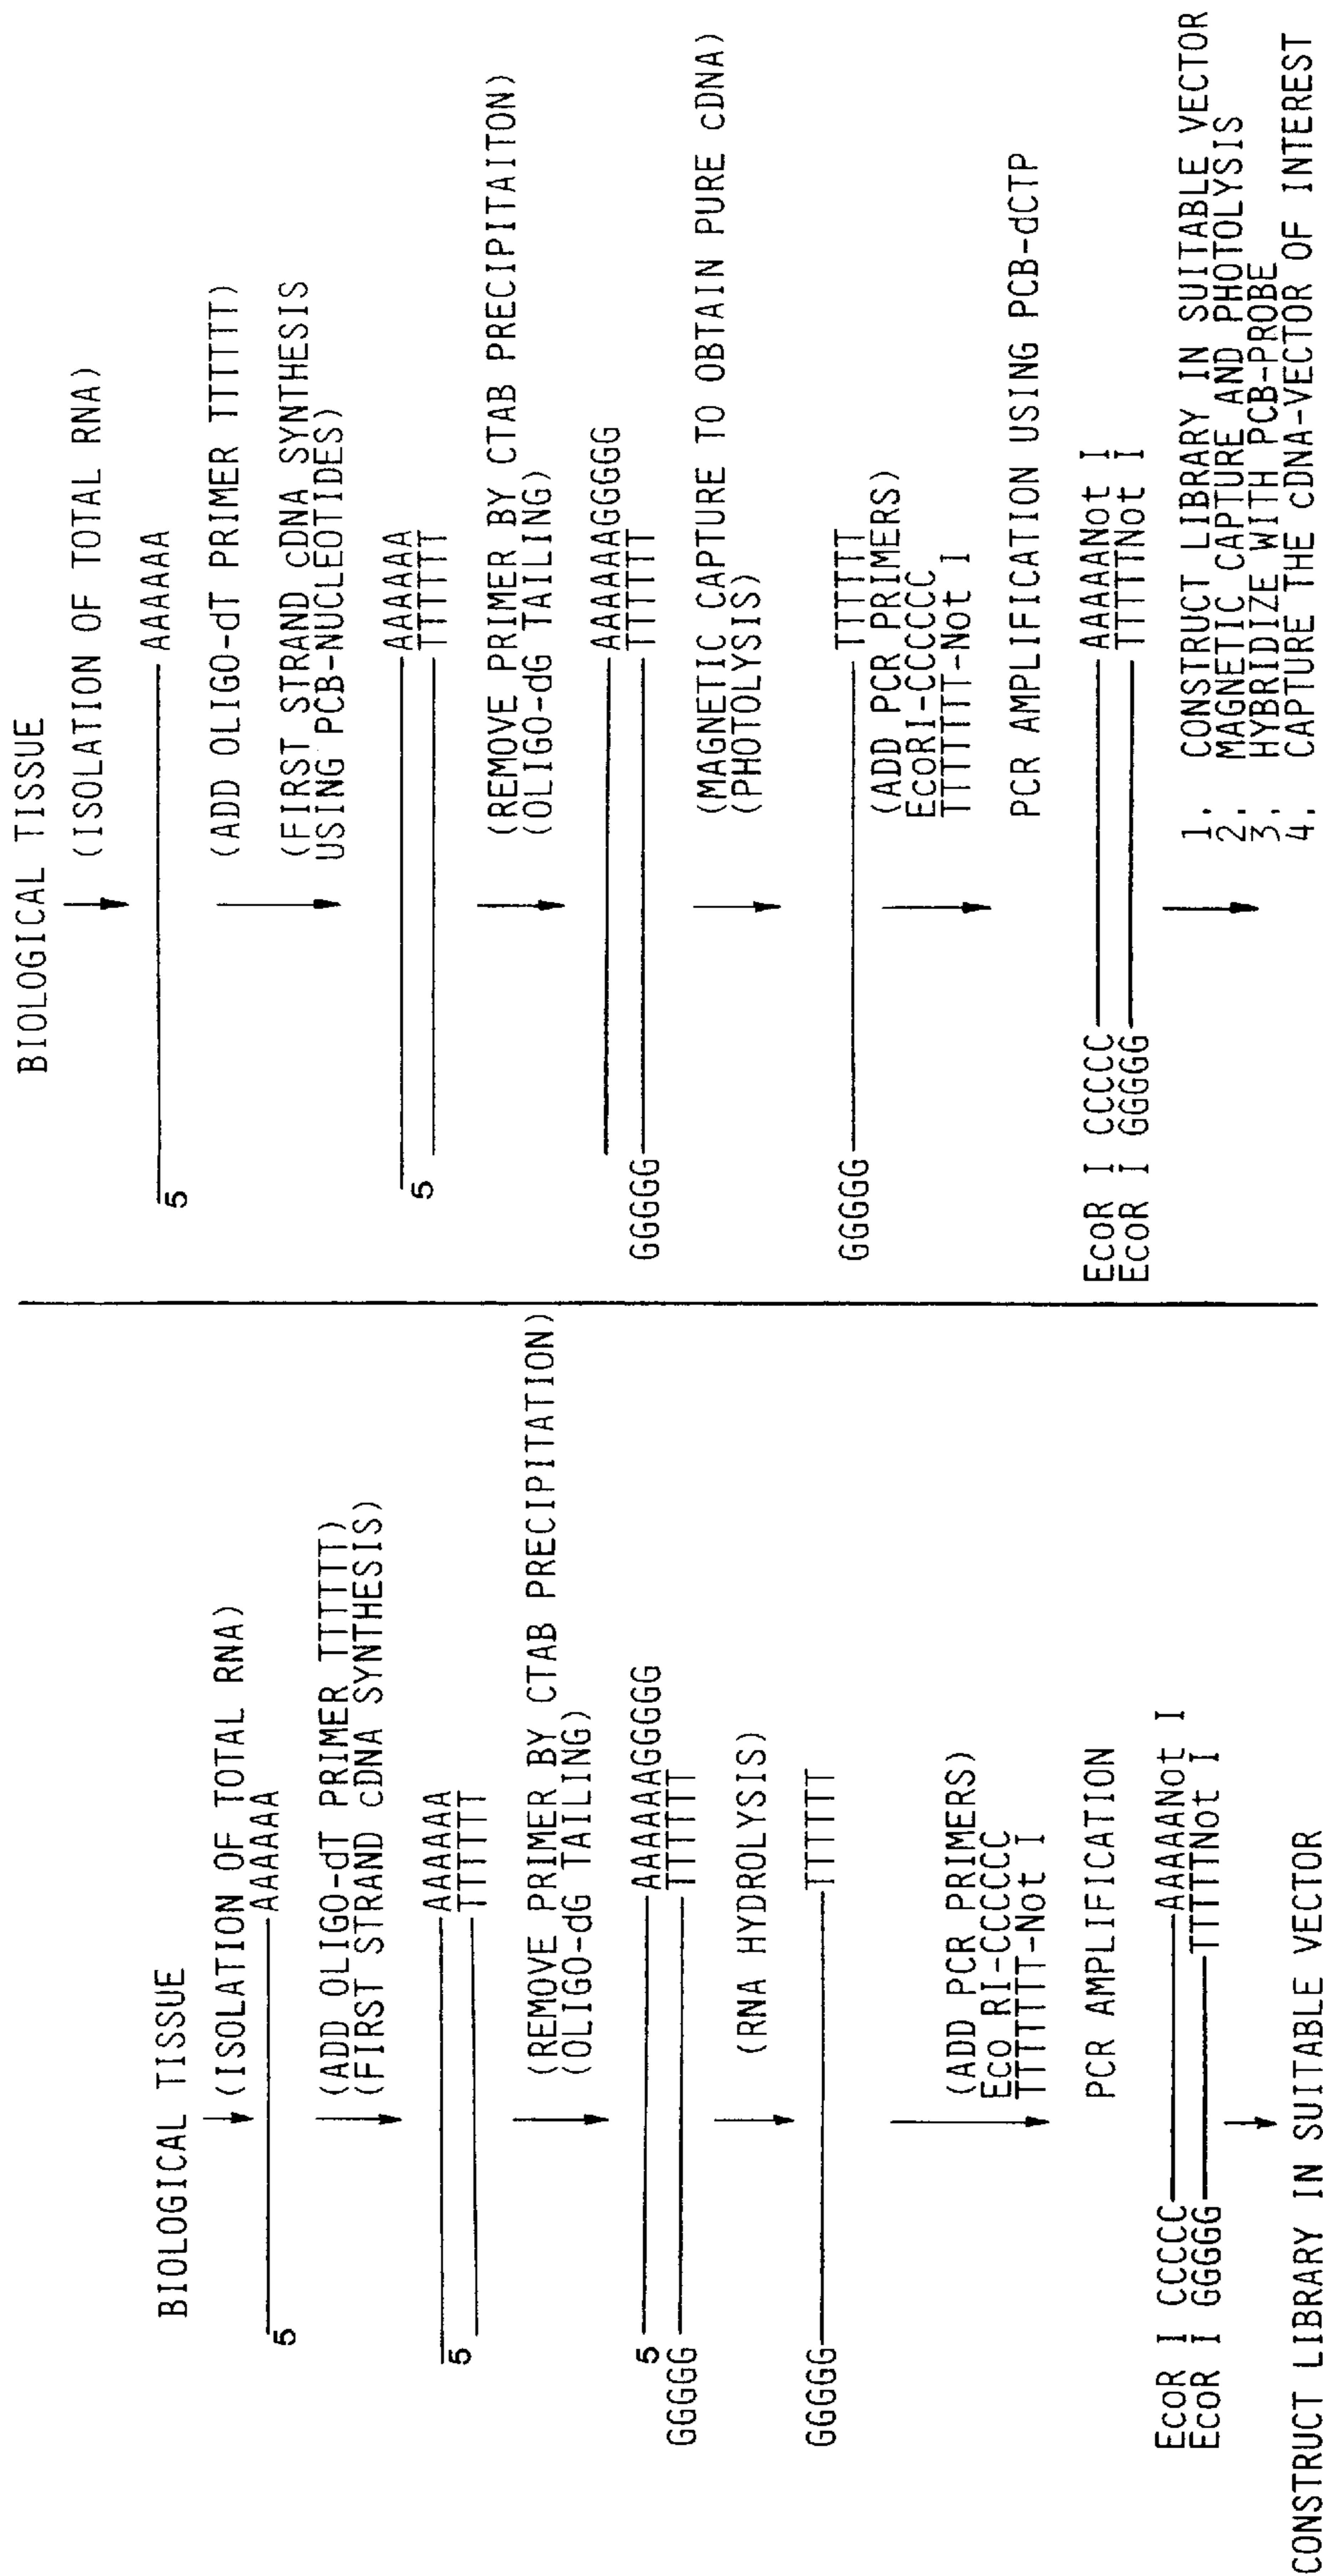 BIOLOGICAL TISSUE
(ISOLATION OF TOTAL RNA)
AAAAAA
5
(ADD OLIGO-dT PRIMER TTTTTT)
(FIRST STRAND cDNA SYNTHESIS)
AAAAAA
5 TTTTTT
(REMOVE PRIMER BY CTAB PRECIPITATION)
(OLIGO-dG TAILING)
5 AAAAAAGGGGG
GGGGG TTTTTT
(RNA HYDROLYSIS)
GGGGG TTTTTT
(ADD PCR PRIMERS)
Eco RI-CCCCCC
TTTTTTT-Not I
PCR AMPLIFICATION
EcoR I CCCCC AAAAANot I
EcoR I GGGGG TTTTTNot I
CONSTRUCT LIBRARY IN SUITABLE VECTOR
BIOLOGICAL TISSUE
(ISOLATION OF TOTAL RNA)
AAAAAA
5
(ADD OLIGO-dT PRIMER TTTTTT)
(FIRST STRAND cDNA SYNTHESIS
USING PCB-NUCLEOTIDES)
AAAAAA
5 TTTTTT
(REMOVE PRIMER BY CTAB PRECIPITAITON)
(OLIGO-dG TAILING)
AAAAAAGGGGG
GGGGG TTTTTT
(MAGNETIC CAPTURE TO OBTAIN PURE cDNA)
(PHOTOLYSIS)
GGGGG TTTTTT
(ADD PCR PRIMERS)
EcoRI-CCCCCC
TTTTTTT-Not I
PCR AMPLIFICATION USING PCB-dCTP
EcoR I CCCCC AAAAANot I
EcoR I GGGGG TTTTTNot I
1. CONSTRUCT LIBRARY IN SUITABLE VECTOR
2. MAGNETIC CAPTURE AND PHOTOLYSIS
3. HYBRIDIZE WITH PCB-PROBE
4. CAPTURE THE cDNA-VECTOR OF INTEREST